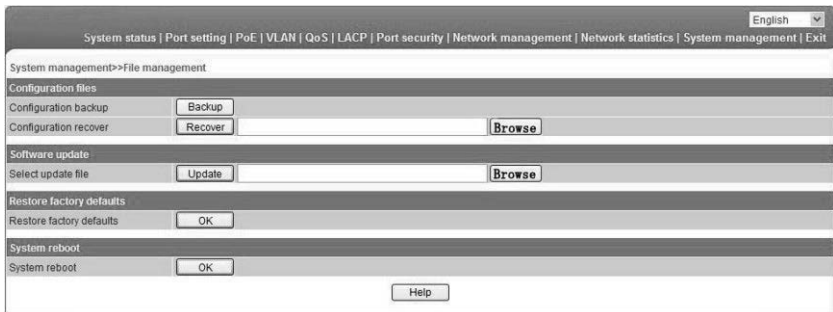 English
System status | Port setting | PoE | VLAN | QoS | LACP | Port security | Network management | Network statistics | System management | Exit
System management>>File management
Configuration files
Configuration backup Backup
Configuration recover Recover Browse
Software update
Select update file Update Browse
Restore factory defaults
Restore factory defaults OK
System reboot
System reboot OK
Help